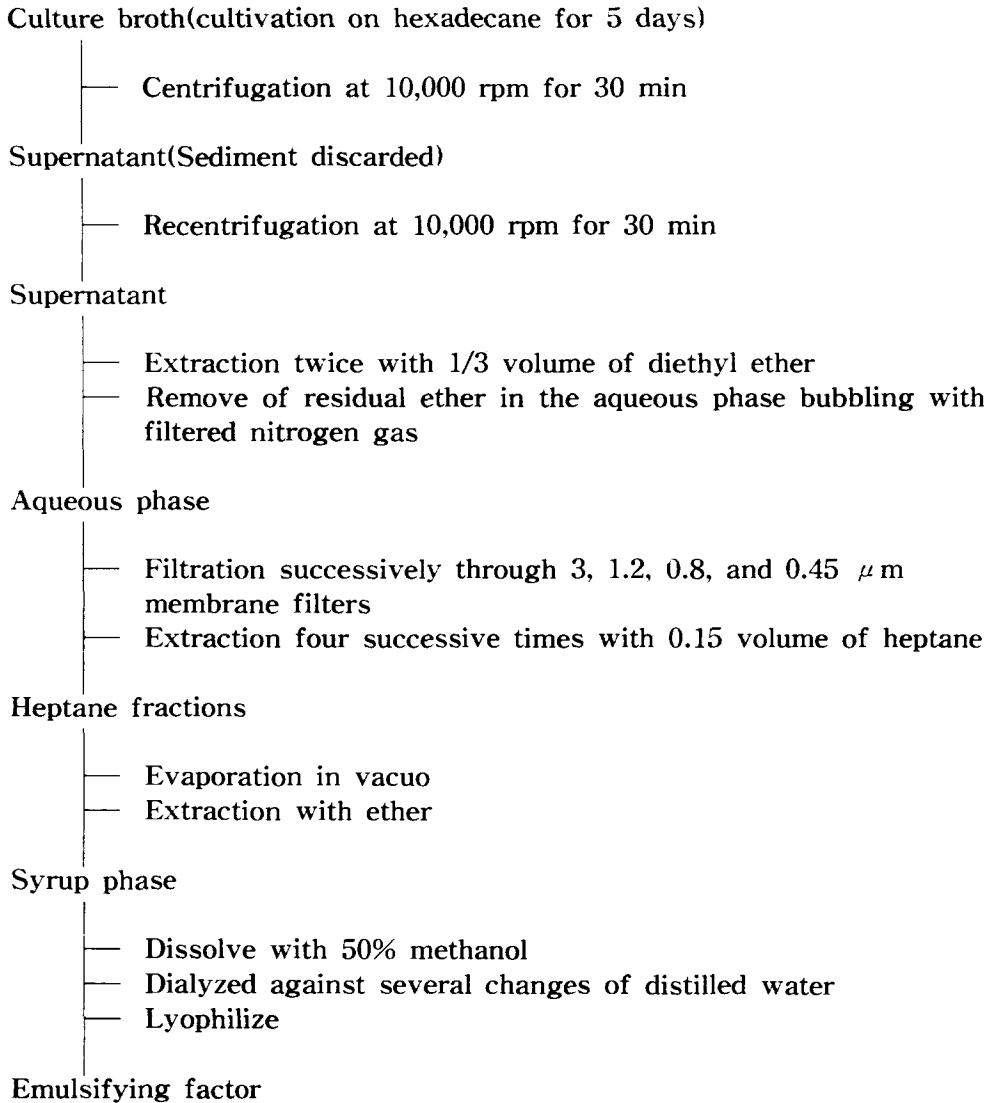 Culture broth(cultivation on hexadecane for 5 days)
Centrifugation at 10,000 rpm for 30 min
Supernatant(Sediment discarded)
Recentrifugation at 10,000 rpm for 30 min
Supernatant
Extraction twice with 1/3 volume of diethyl ether
Remove of residual ether in the aqueous phase bubbling with
filtered nitrogen gas
Aqueous phase
Filtration successively through 3, 1.2, 0.8, and 0.45 μm
membrane filters
Extraction four successive times with 0.15 volume of heptane
Heptane fractions
Evaporation in vacuo
Extraction with ether
Syrup phase
Dissolve with 50% methanol
Dialyzed against several changes of distilled water
Lyophilize
Emulsifying factor